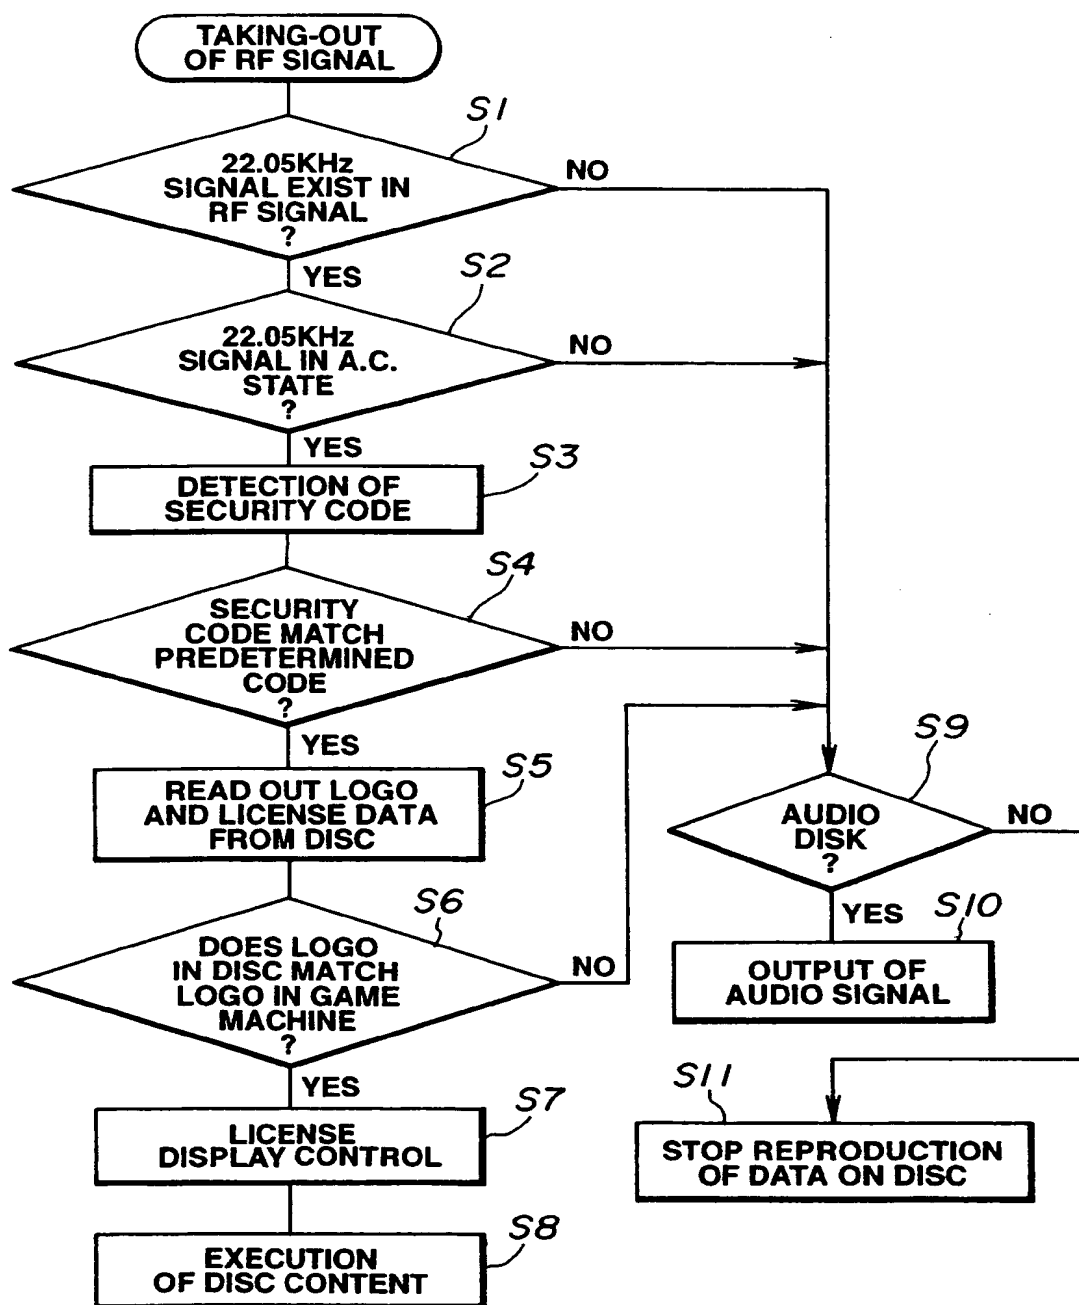 TAKING-OUT
OF RF SIGNAL
S1
22.05KHz
SIGNAL EXIST IN
RF SIGNAL
?
NO
YES
S2
22.05KHz
SIGNAL IN A.C.
STATE
?
NO
YES
S3
DETECTION OF
SECURITY CODE
S4
SECURITY
CODE MATCH
PREDETERMINED
CODE
?
NO
YES
S5
READ OUT LOGO
AND LICENSE DATA
FROM DISC
S6
DOES LOGO
IN DISC MATCH
LOGO IN GAME
MACHINE
?
NO
YES
S7
LICENSE
DISPLAY CONTROL
S8
EXECUTION
OF DISC CONTENT
S9
AUDIO
DISK
?
NO
YES
S10
OUTPUT OF
AUDIO SIGNAL
S11
STOP REPRODUCTION
OF DATA ON DISC